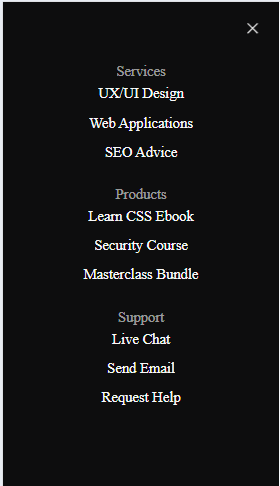 Services
UX/UI Design
Web Applications
SEO Advice
Products
Learn CSS Ebook
Security Course
Masterclass Bundle
Support
Live Chat
Send Email
Request Help